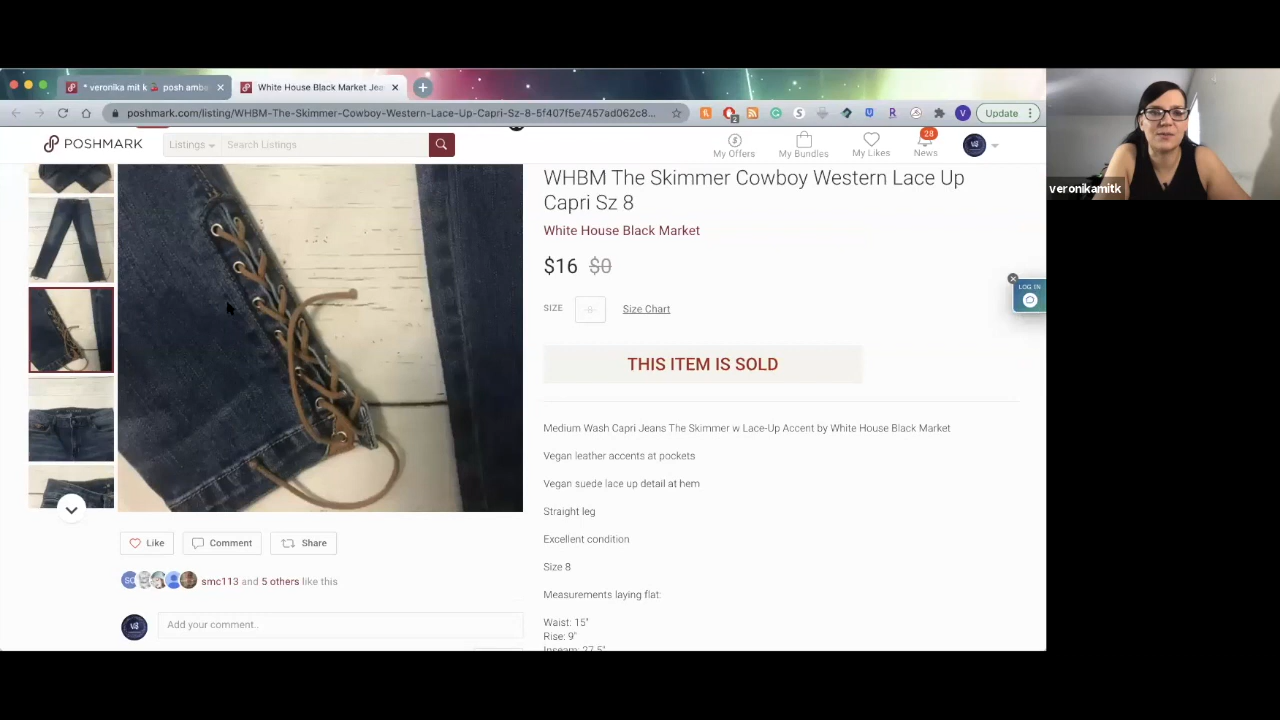 * veronika mit k 🍒 posh amba
White House Black Market Jea
poshmark.com/listing/WHBM-The-Skimmer-Cowboy-Western-Lace-Up-Capri-Sz-8-5f407f5e7457ad062c8...
Update
POSHMARK
Listings
Search Listings
My Offers
My Bundles
My Likes
28
News
veronikamitk
WHBM The Skimmer Cowboy Western Lace Up
Capri Sz 8
White House Black Market
$16 $0
SIZE
8
Size Chart
LOG IN
THIS ITEM IS SOLD
Medium Wash Capri Jeans The Skimmer w Lace-Up Accent by White House Black Market
Vegan leather accents at pockets
Vegan suede lace up detail at hem
Straight leg
Excellent condition
Size 8
Measurements laying flat:
Waist: 15"
Rise: 9"
Inseam: 27.5"
Like
Comment
Share
smc113 and 5 others like this
Add your comment..